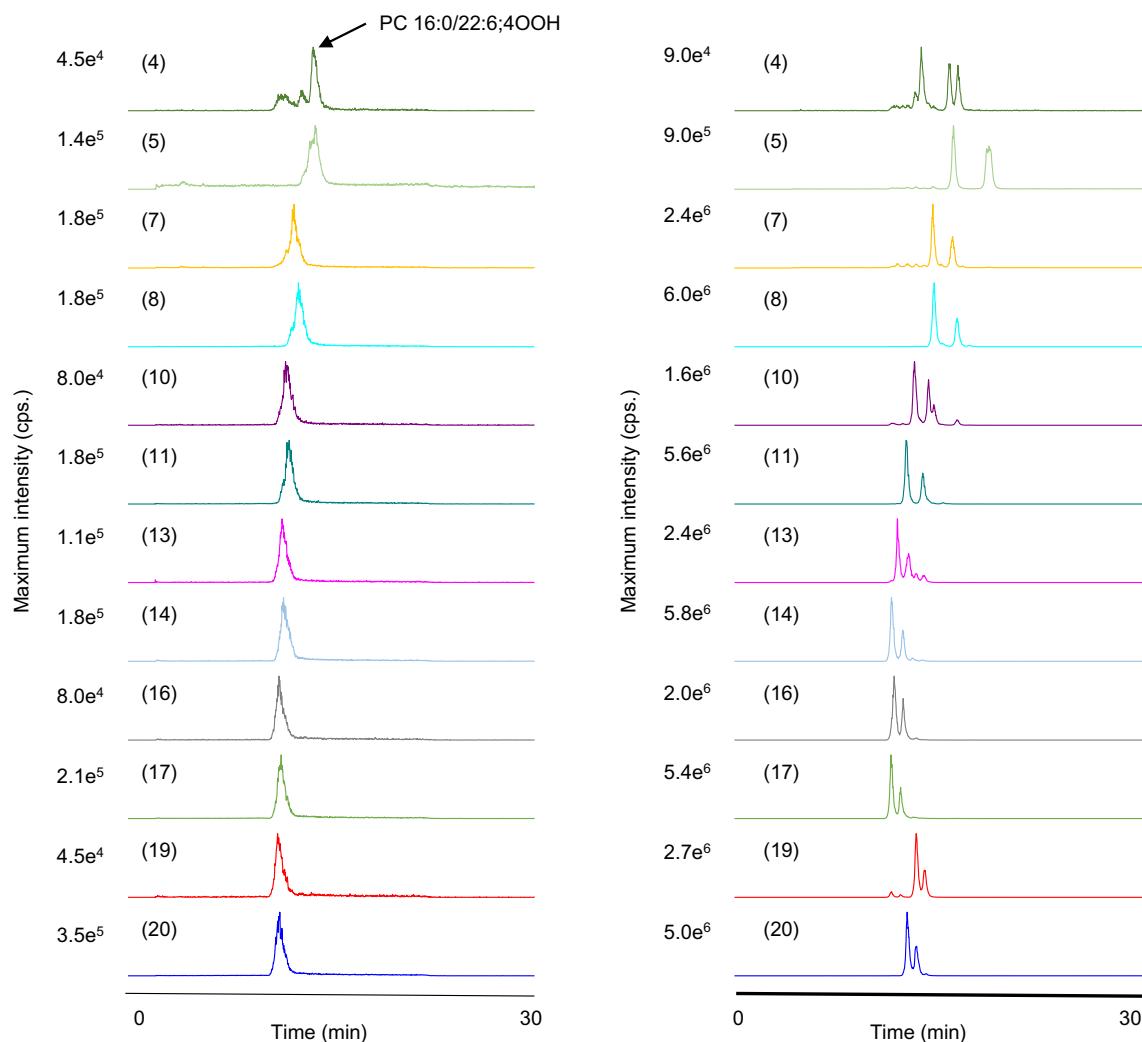 PC 16:0/22:6;4OOH
4.5e⁴ (4)
1.4e⁵ (5)
1.8e⁵ (7)
1.8e⁵ (8)
8.0e⁴ (10)
1.8e⁵ (11)
1.1e⁵ (13)
1.8e⁵ (14)
8.0e⁴ (16)
2.1e⁵ (17)
4.5e⁴ (19)
3.5e⁵ (20)
Maximum intensity (cps.)
0 30
Time (min)
9.0e⁴ (4)
9.0e⁵ (5)
2.4e⁶ (7)
6.0e⁶ (8)
1.6e⁶ (10)
5.6e⁶ (11)
2.4e⁶ (13)
5.8e⁶ (14)
2.0e⁶ (16)
5.4e⁶ (17)
2.7e⁶ (19)
5.0e⁶ (20)
Maximum intensity (cps.)
0 30
Time (min)